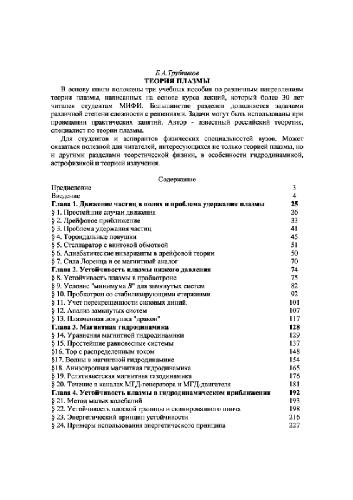 Б.А.Трубников
ТЕОРИЯ ПЛАЗМЫ
В основу книги положены три учебных пособия по различным направлениям
теории плазмы, написанных на основе курса лекций, который более 30 лет
читался студентам МИФИ. Большинство разделов дополняется задачами
различной степени сложности с решениями. Задачи могут быть использованы при
проведении практических занятий. Автор - известный российский теоретик,
специалист по теории плазмы.
Для студентов и аспирантов физических специальностей вузов. Может
оказаться полезной для читателей, интересующихся не только теорией плазмы, но
и другими разделами теоретической физики, в особенности гидродинамикой,
астрофизикой и теорией излучения.
Содержание
Предисловие 3
Введение 4
Глава 1. Движение частиц в полях и проблема удержания плазмы 25
§ 1. Простейшие случаи движения 26
§ 2. Дрейфовое приближение 33
§ 3. Проблема удержания частиц 41
§ 4. Тороидальные ловушки 45
§ 5. Стелларатор с винтовой обмоткой 51
§ 6. Адиабатические инварианты в дрейфовой теории 50
§ 7. Сила Лоренца и ее магнитный аналог 70
Глава 2. Устойчивость плазмы низкого давления 74
§ 8. Устойчивость плазмы в пробкотроне 75
§ 9. Условие "минимума B" для замкнутых систем 82
§ 10. Пробкотрон со стабилизирующими стержнями 92
§ 11. Учет перекрещенности силовых линий. 101
§ 12. Анализ замкнутых систем 107
§ 13. Плазменная ловушка "дракон" 117
Глава 3. Магнитная гидродинамика 128
§ 14. Уравнения магнитной гидродинамики 129
§ 15. Простейшие равновесные системы 137
§16. Тор с распределенным током 148
§17. Волны в магнитной гидродинамике 154
§18. Анизотропная магнитная гидродинамика 165
§ 19. Релятивистская магнитная гидродинамика 176
§ 20. Течение в каналах МГД-генератора и МГД-двигателя 181
Глава 4. Устойчивость плазмы в гидродинамическом приближении 192
§ 21. Метод малых колебаний 193
§ 22. Устойчивость плоской границы и скинированного пинча 198
§ 23. Энергетический принцип устойчивости 216
§ 24. Примеры использования энергетического принципа 227